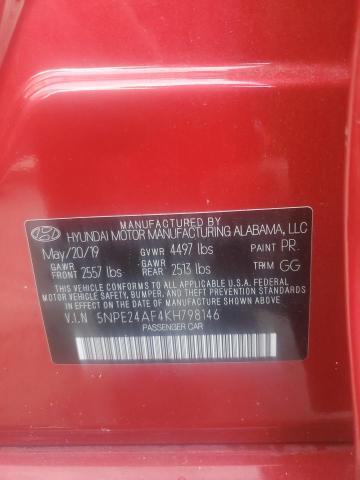 MANUFACTURED BY
HYUNDAI MOTOR MANUFACTURING ALABAMA, LLC
May/20/19 GVWR 4497 lbs PAINT PR.
GAWR FRONT 2557 lbs GAWR REAR 2513 lbs TRIM GG
THIS VEHICLE CONFORMS TO ALL APPLICABLE FEDERAL
MOTOR VEHICLE SAFETY, BUMPER, AND THEFT PREVENTION STANDARDS
IN EFFECT ON THE DATE OF MANUFACTURE SHOWN ABOVE.
V.I.N 5NPE24AF4KH798146
PASSENGER CAR